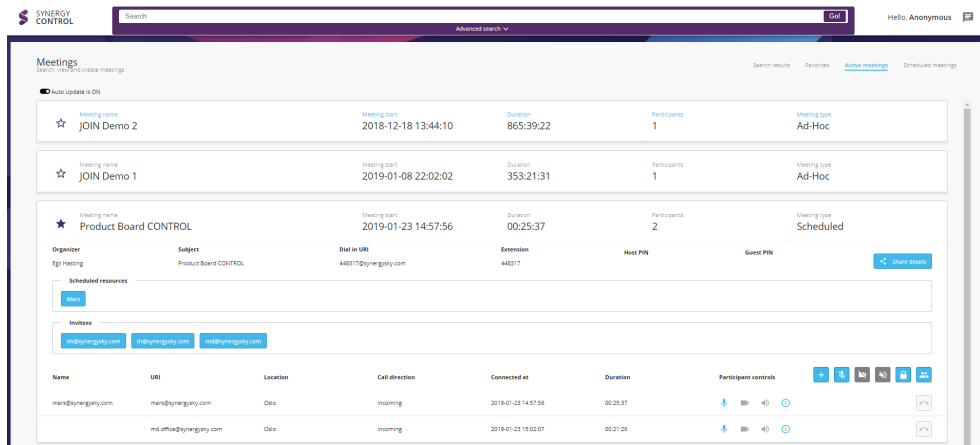 SYNERGY
CONTROL
Search
Go!
Advanced search
Hello, Anonymous
Meetings
Search, view and create meetings
Search results Favorites Active meetings Scheduled meetings
Auto Update is ON
Meeting name Meeting start Duration Participants Meeting type
JOIN Demo 2 2018-12-18 13:44:10 865:39:22 1 Ad-Hoc
Meeting name Meeting start Duration Participants Meeting type
JOIN Demo 1 2019-01-08 22:02:02 353:21:31 1 Ad-Hoc
Meeting name Meeting start Duration Participants Meeting type
Product Board CONTROL 2019-01-23 14:57:56 00:25:37 2 Scheduled
Organizer Subject Dial in URI Extension Host PIN Guest PIN
Egil Hasting Product Board CONTROL 448317@synergysky.com 448317
Share details
Scheduled resources
Mars
Invitees
eh@synergysky.com th@synergysky.com md@synergysky.com
Name URI Location Call direction Connected at Duration Participant controls
mars@synergysky.com mars@synergysky.com Oslo Incoming 2019-01-23 14:57:56 00:25:37
md.office@synergysky.com Oslo Incoming 2019-01-23 15:02:07 00:21:26